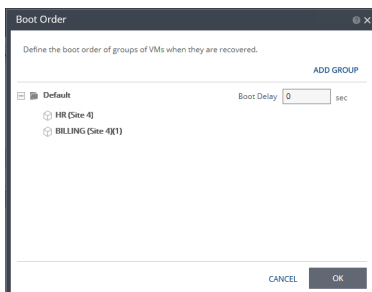 Boot Order
Define the boot order of groups of VMs when they are recovered.
ADD GROUP
Default Boot Delay 0 sec
HR (Site 4)
BILLING (Site 4)(1)
CANCEL OK